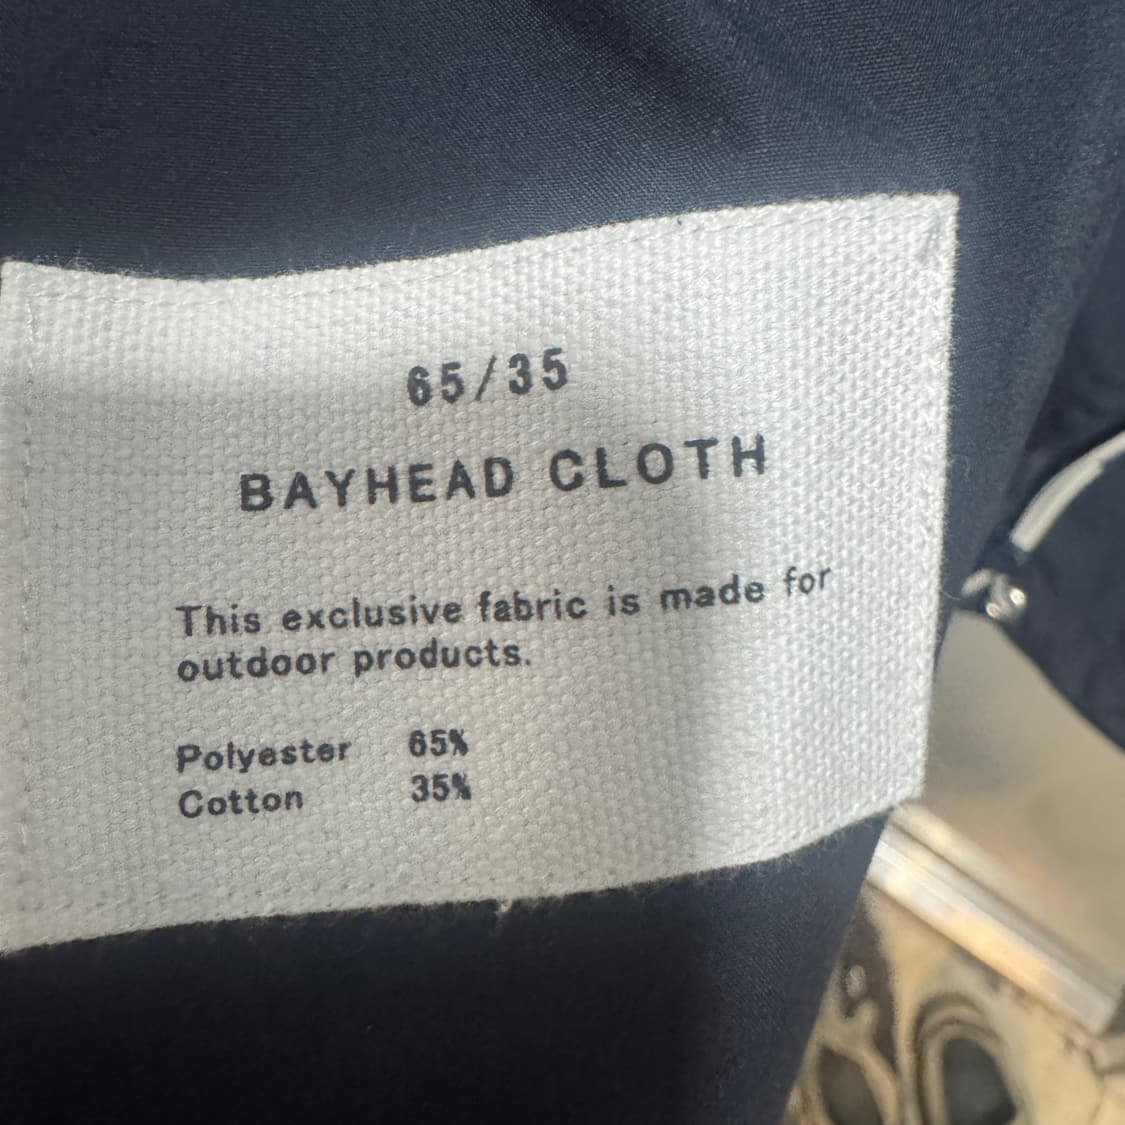 65/35
BAYHEAD CLOTH
This exclusive fabric is made for
outdoor products.
Polyester 65%
Cotton 35%